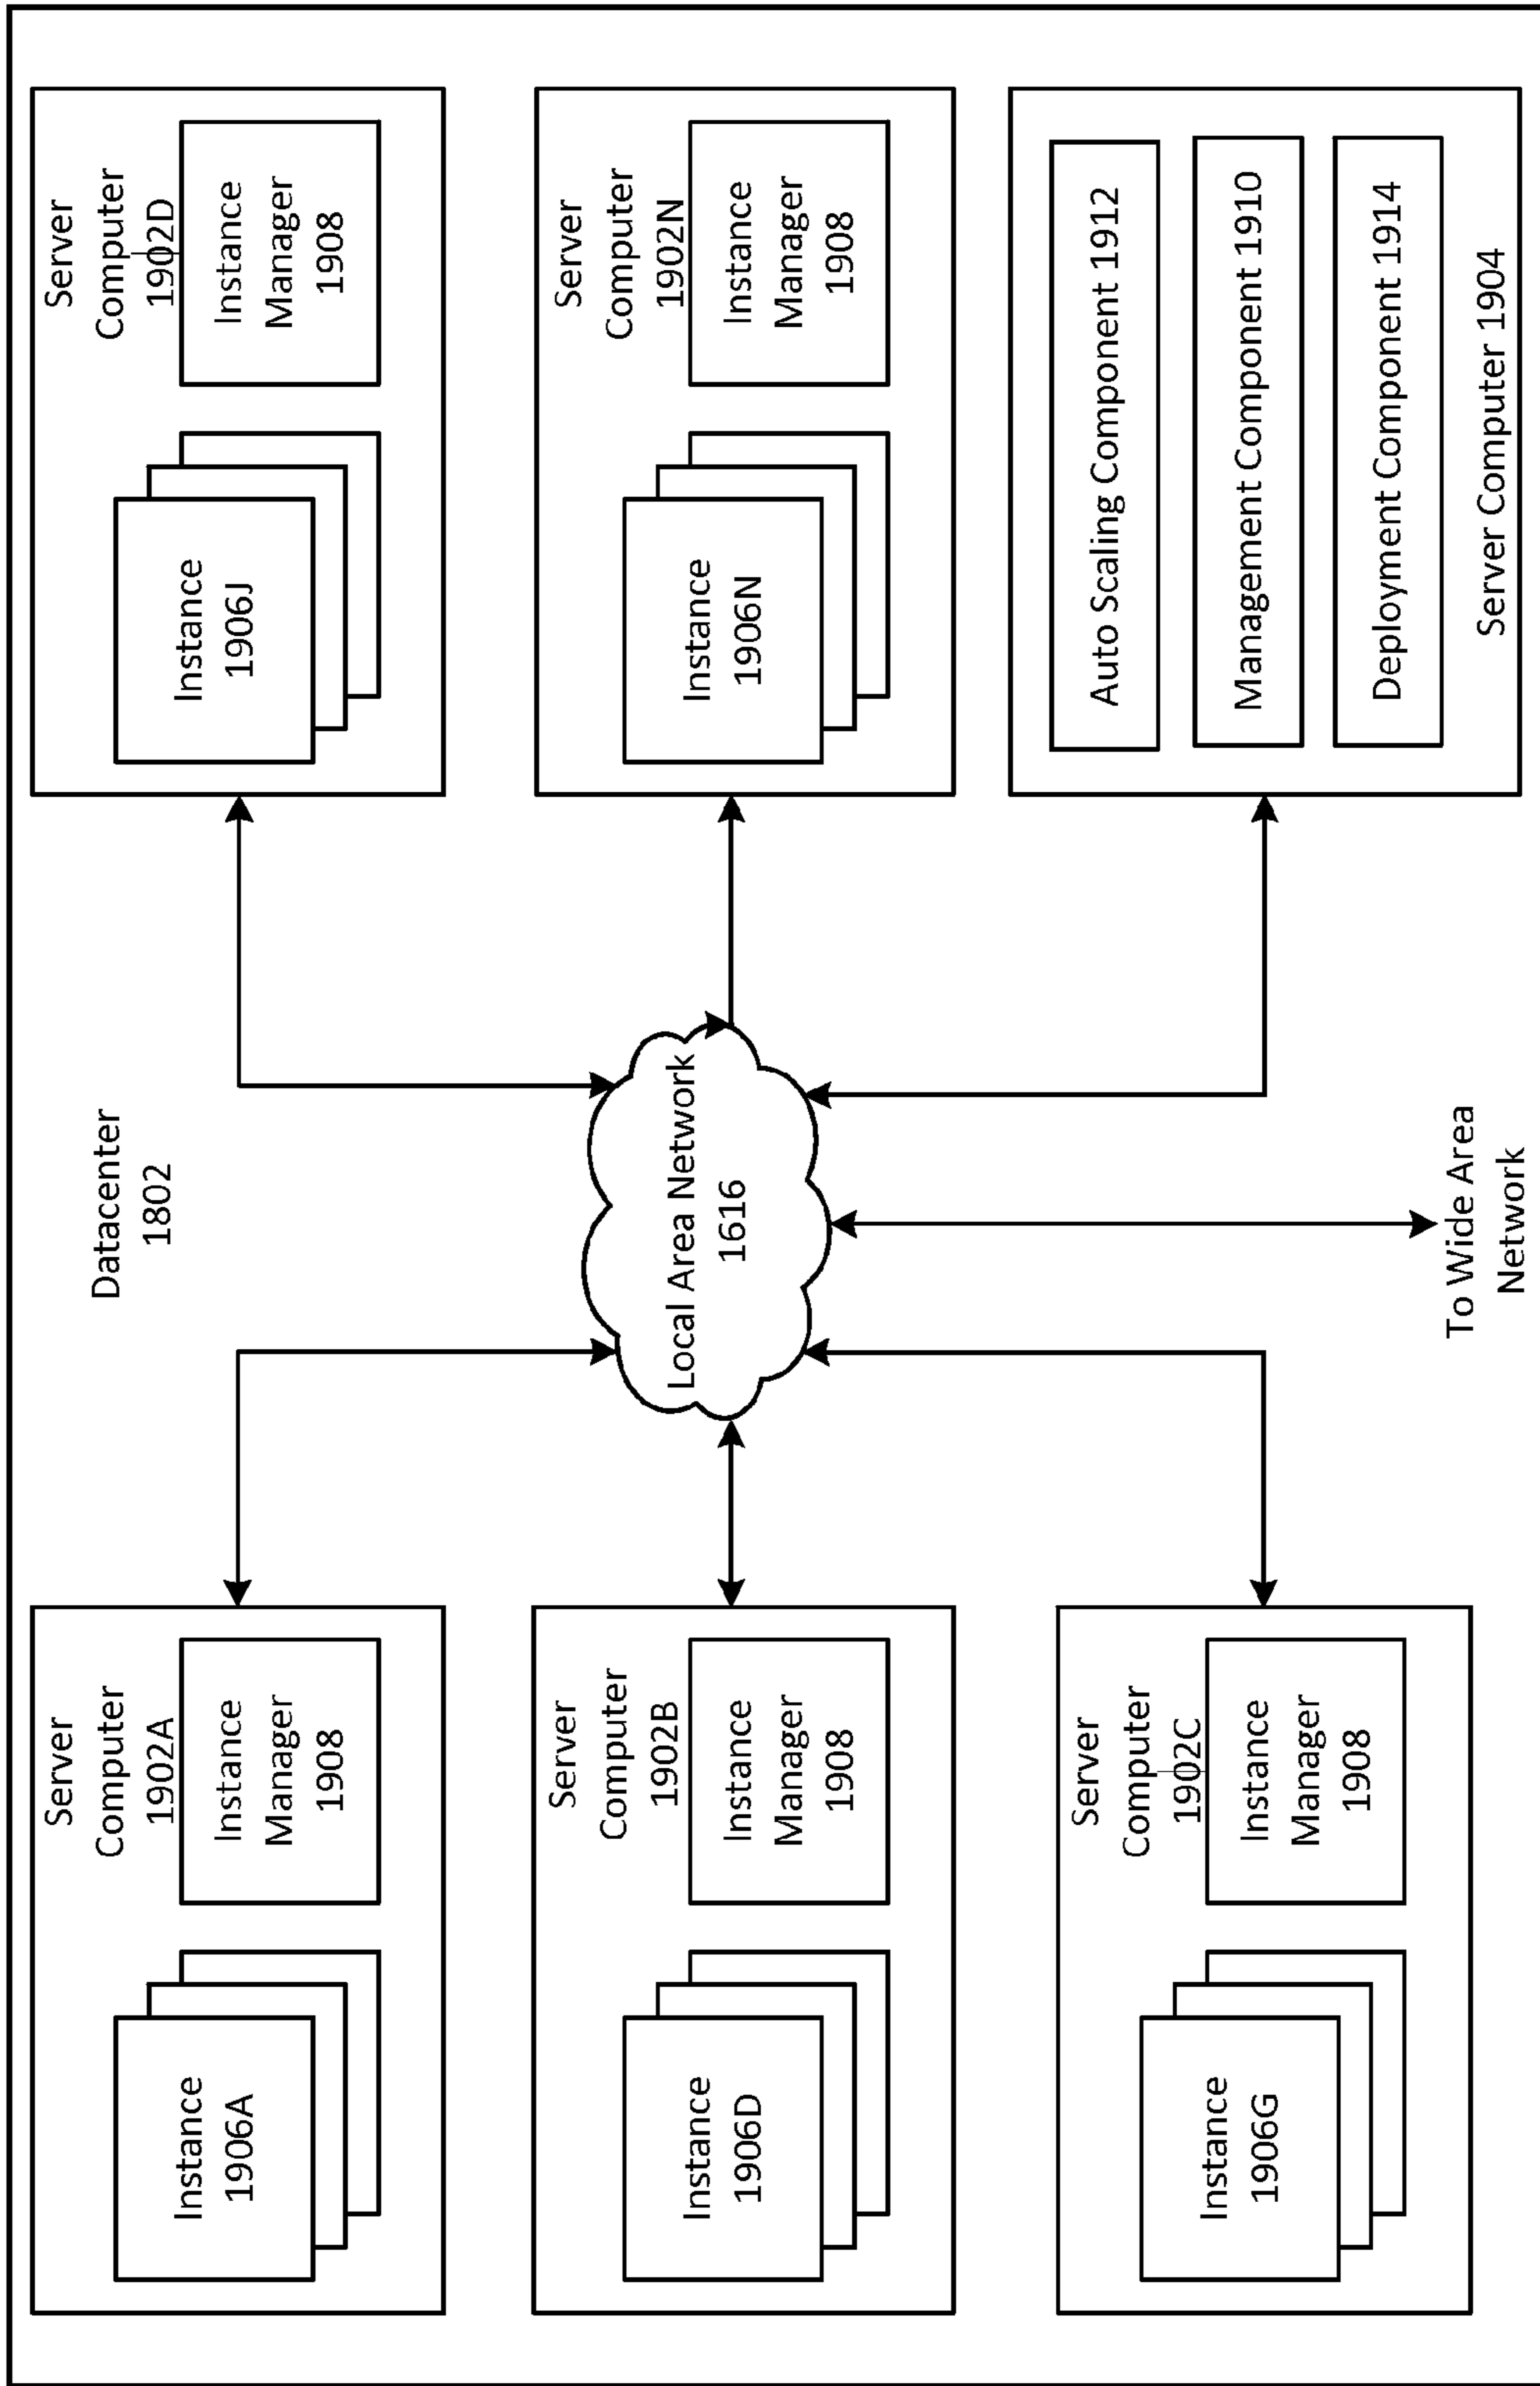 Datacenter
1802
Server
Computer
1902A
Instance
Manager
1908
Instance
1906A
Server
Computer
1902B
Instance
Manager
1908
Instance
1906D
Server
Computer
1902C
Instance
Manager
1908
Instance
1906G
Local Area Network
1616
To Wide Area
Network
Server
Computer
1902D
Instance
Manager
1908
Instance
1906J
Server
Computer
1902N
Instance
Manager
1908
Instance
1906N
Auto Scaling Component 1912
Management Component 1910
Deployment Component 1914
Server Computer 1904